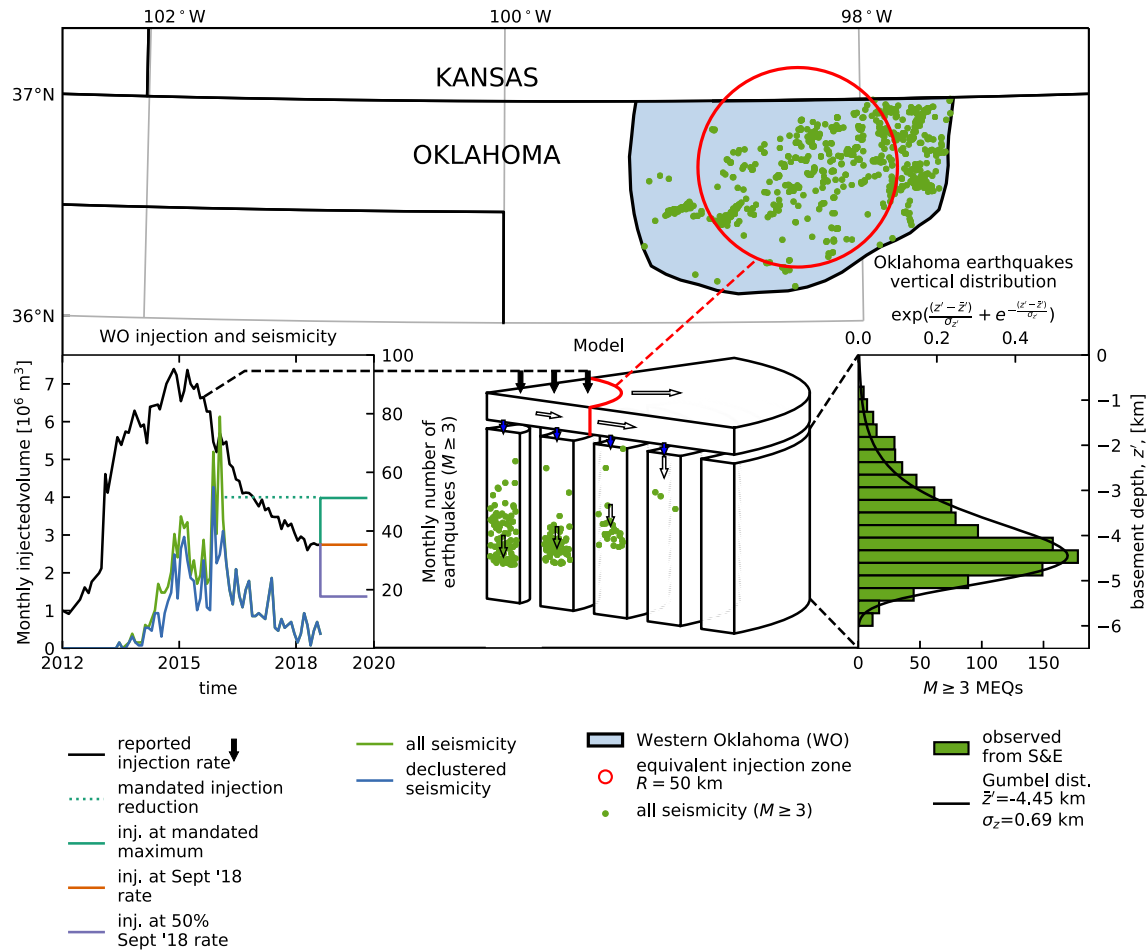 102°W
100°W
98°W
KANSAS
37°N
OKLAHOMA
36°N
Oklahoma earthquakes
vertical distribution
exp((z′ − z̄′)/σz′ + e^−(z′ − z̄′)/σz′)
WO injection and seismicity
Model
0.0
0.2
0.4
Monthly injectedvolume [10⁶ m³]
7
6
5
4
3
2
1
0
2012
2015
2018
2020
time
100
80
60
40
20
Monthly number of
earthquakes (M ≥ 3)
0
−1
−2
−3
−4
−5
−6
basement depth, z′, [km]
0
50
100
150
M ≥ 3 MEQs
reported
injection rate
mandated injection
reduction
inj. at mandated
maximum
inj. at Sept '18
rate
inj. at 50%
Sept '18 rate
all seismicity
declustered
seismicity
Western Oklahoma (WO)
equivalent injection zone
R = 50 km
all seismicity (M ≥ 3)
observed
from S&E
Gumbel dist.
z̄′=-4.45 km
σz=0.69 km